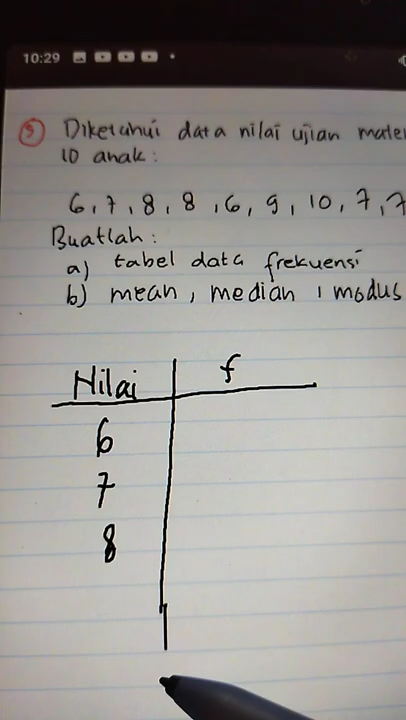 10:29
5 Diketahui data nilai ujian mate
10 anak :
6, 7, 8, 8, 6, 9, 10, 7, 7
Buatlah :
a) tabel data frekuensi
b) mean, median, modus
Nilai f
6
7
8